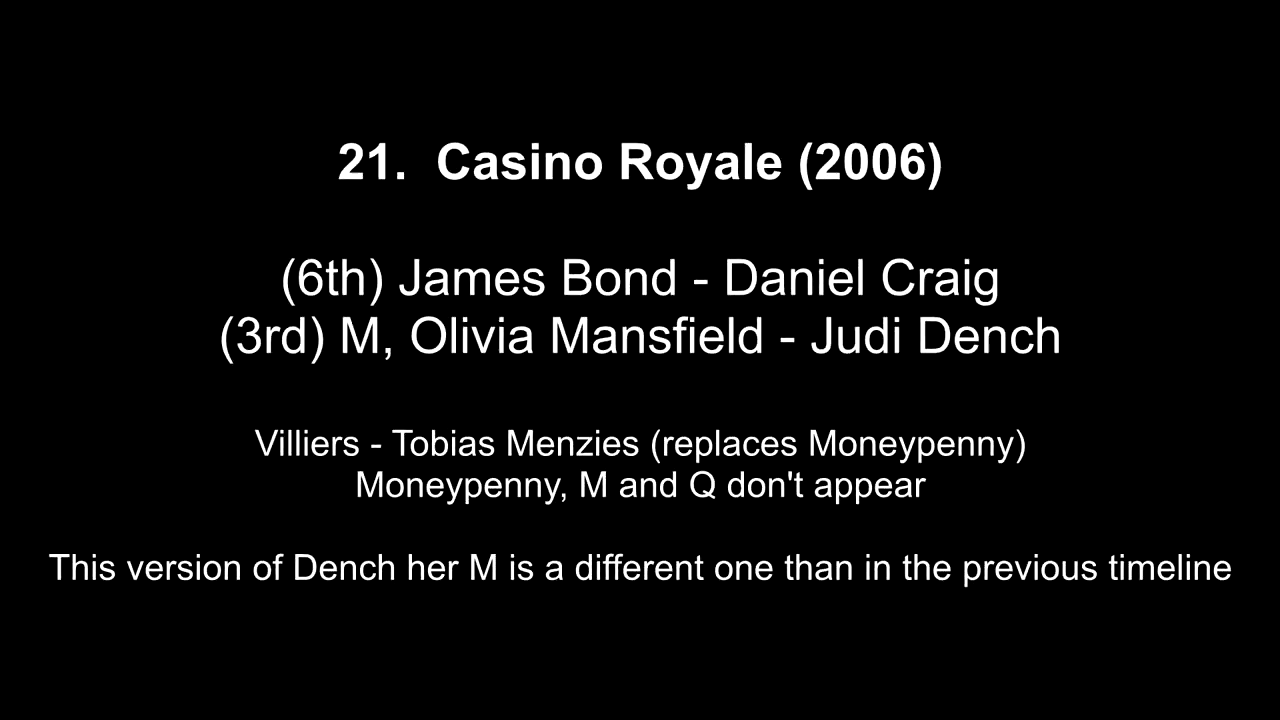 21.  Casino Royale (2006)
(6th) James Bond - Daniel Craig
(3rd) M, Olivia Mansfield - Judi Dench
Villiers - Tobias Menzies (replaces Moneypenny)
Moneypenny, M and Q don't appear
This version of Dench her M is a different one than in the previous timeline